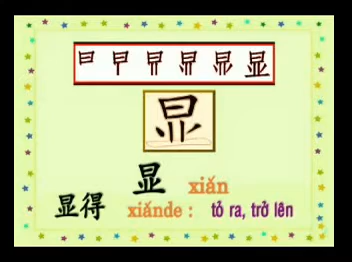 显
显
显 xiǎn
显得 xiǎnde : tỏ ra, trở lên